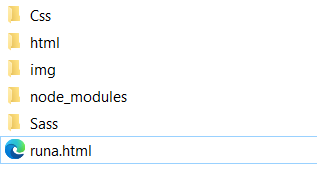 Css
html
img
node_modules
Sass
runa.html